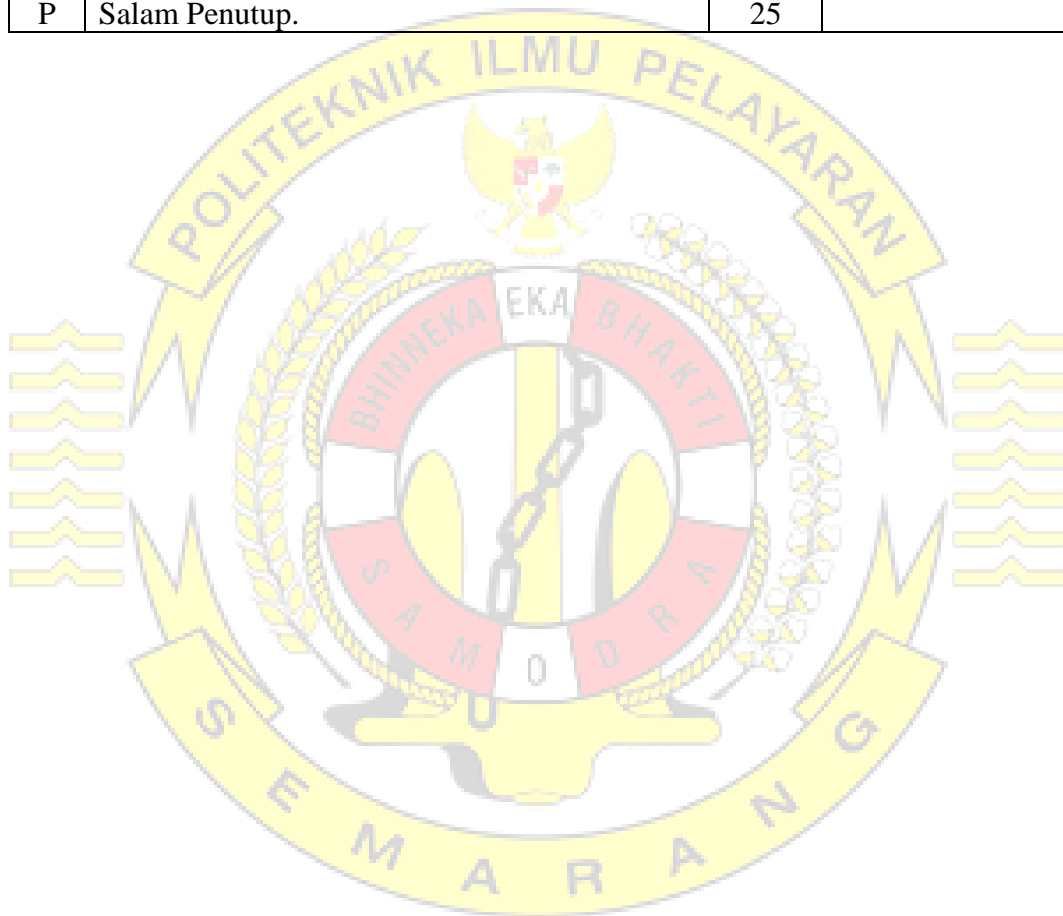 P Salam Penutup. 25
POLITEKNIK ILMU PELAYARAN
BHINNEKA EKA BHAKTI
SAMODRA
SEMARANG